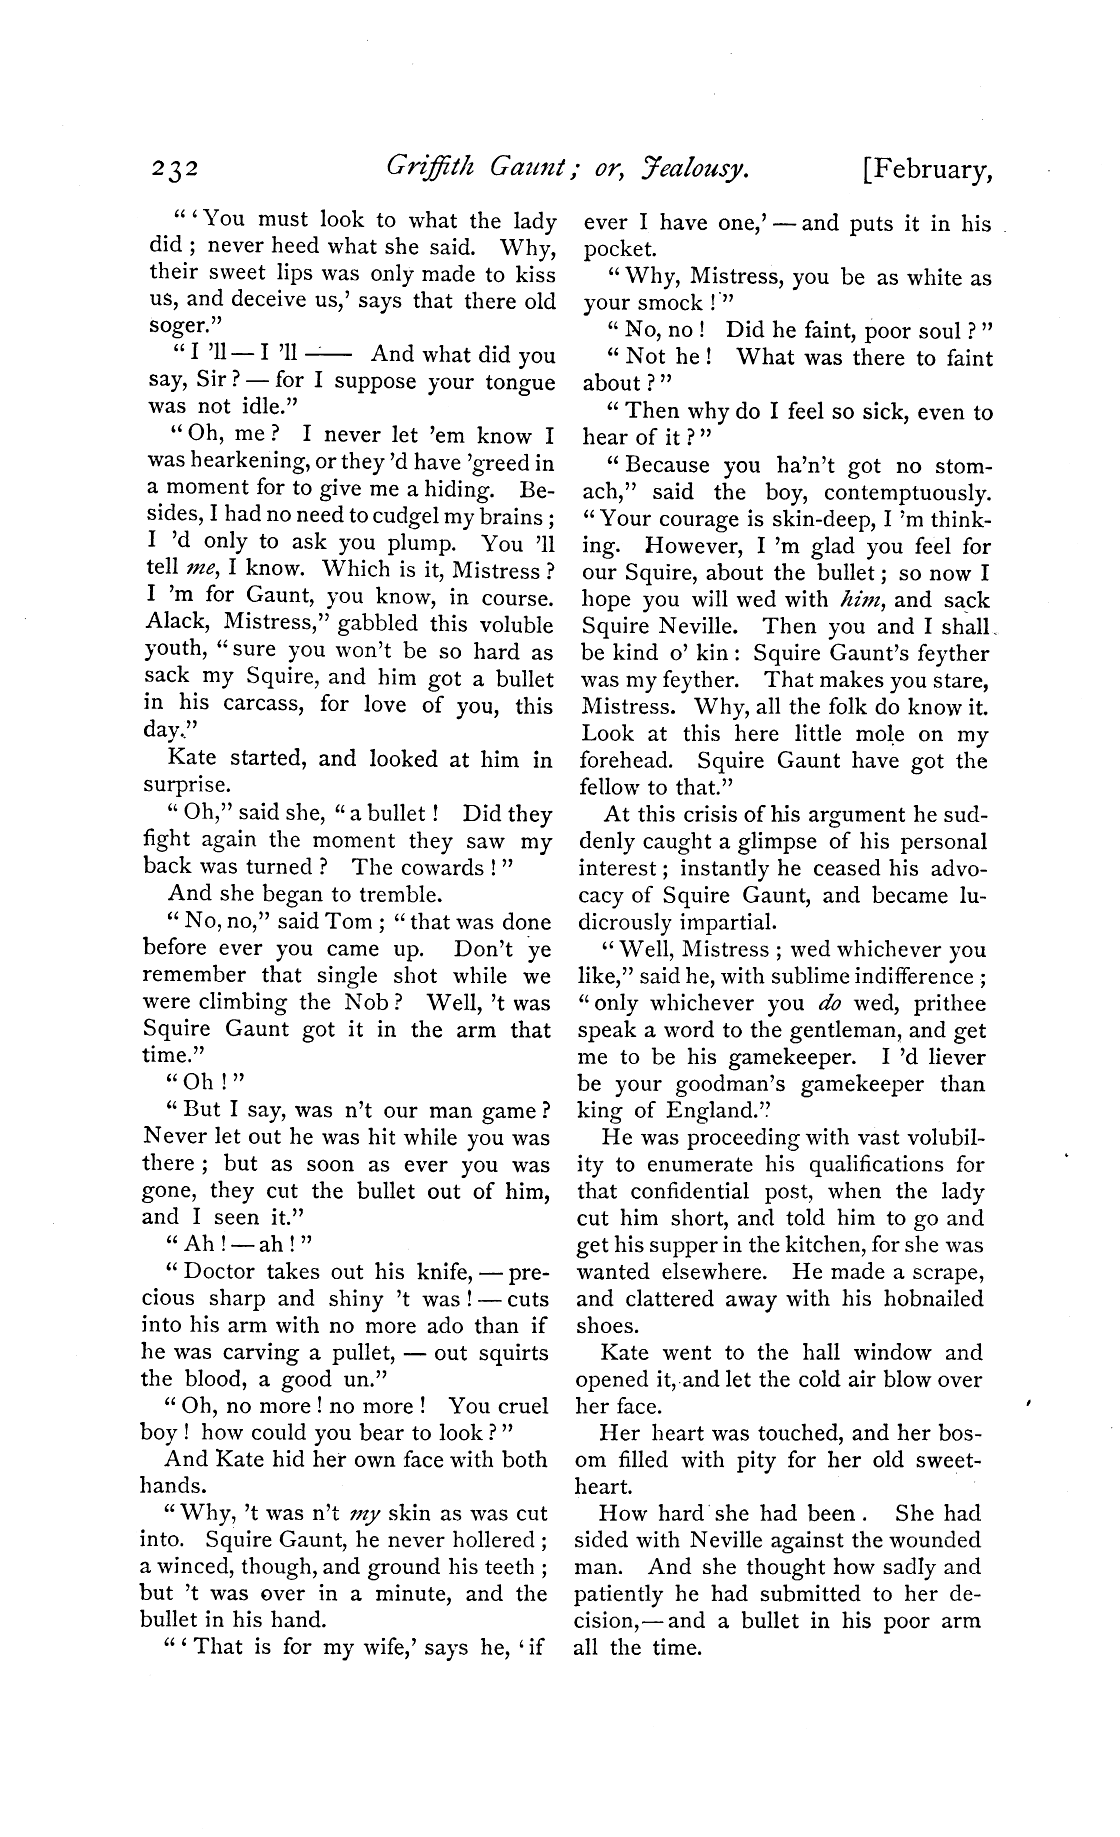 232 Griffith Gaunt; or, Jealousy. [February,
"'You must look to what the lady
did; never heed what she said. Why,
their sweet lips was only made to kiss
us, and deceive us,' says that there old
soger."
"I 'll—I 'll —— And what did you
say, Sir?—for I suppose your tongue
was not idle."
"Oh, me? I never let 'em know I
was hearkening, or they 'd have 'greed in
a moment for to give me a hiding. Be-
sides, I had no need to cudgel my brains;
I 'd only to ask you plump. You 'll
tell me, I know. Which is it, Mistress?
I 'm for Gaunt, you know, in course.
Alack, Mistress," gabbled this voluble
youth, "sure you won't be so hard as
sack my Squire, and him got a bullet
in his carcass, for love of you, this
day."
Kate started, and looked at him in
surprise.
"Oh," said she, "a bullet! Did they
fight again the moment they saw my
back was turned? The cowards!"
And she began to tremble.
"No, no," said Tom; "that was done
before ever you came up. Don't ye
remember that single shot while we
were climbing the Nob? Well, 't was
Squire Gaunt got it in the arm that
time."
"Oh!"
"But I say, was n't our man game?
Never let out he was hit while you was
there; but as soon as ever you was
gone, they cut the bullet out of him,
and I seen it."
"Ah!—ah!"
"Doctor takes out his knife,—pre-
cious sharp and shiny 't was!—cuts
into his arm with no more ado than if
he was carving a pullet,—out squirts
the blood, a good un."
"Oh, no more! no more! You cruel
boy! how could you bear to look?"
And Kate hid her own face with both
hands.
"Why, 't was n't my skin as was cut
into. Squire Gaunt, he never hollered;
a winced, though, and ground his teeth;
but 't was over in a minute, and the
bullet in his hand.
"'That is for my wife,' says he, 'if
ever I have one,'—and puts it in his
pocket.
"Why, Mistress, you be as white as
your smock!"
"No, no! Did he faint, poor soul?"
"Not he! What was there to faint
about?"
"Then why do I feel so sick, even to
hear of it?"
"Because you ha'n't got no stom-
ach," said the boy, contemptuously.
"Your courage is skin-deep, I 'm think-
ing. However, I 'm glad you feel for
our Squire, about the bullet; so now I
hope you will wed with him, and sack
Squire Neville. Then you and I shall
be kind o' kin: Squire Gaunt's feyther
was my feyther. That makes you stare,
Mistress. Why, all the folk do know it.
Look at this here little mole on my
forehead. Squire Gaunt have got the
fellow to that."
At this crisis of his argument he sud-
denly caught a glimpse of his personal
interest; instantly he ceased his advo-
cacy of Squire Gaunt, and became lu-
dicrously impartial.
"Well, Mistress; wed whichever you
like," said he, with sublime indifference;
"only whichever you do wed, prithee
speak a word to the gentleman, and get
me to be his gamekeeper. I 'd liever
be your goodman's gamekeeper than
king of England."
He was proceeding with vast volubil-
ity to enumerate his qualifications for
that confidential post, when the lady
cut him short, and told him to go and
get his supper in the kitchen, for she was
wanted elsewhere. He made a scrape,
and clattered away with his hobnailed
shoes.
Kate went to the hall window and
opened it, and let the cold air blow over
her face.
Her heart was touched, and her bos-
om filled with pity for her old sweet-
heart.
How hard she had been. She had
sided with Neville against the wounded
man. And she thought how sadly and
patiently he had submitted to her de-
cision,—and a bullet in his poor arm
all the time.